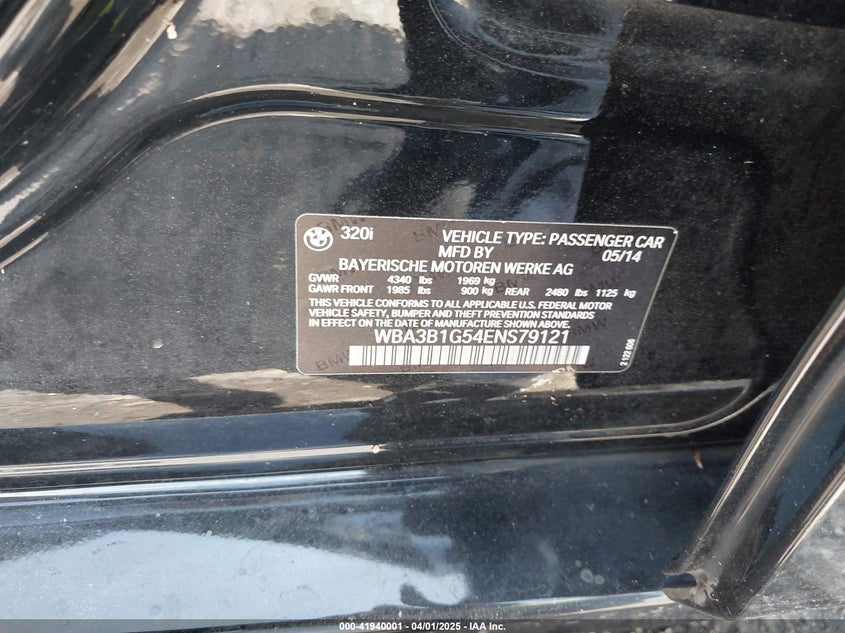 320i VEHICLE TYPE: PASSENGER CAR
MFD BY 05/14
BAYERISCHE MOTOREN WERKE AG
GVWR 4340 lbs 1969 kg
GAWR FRONT 1985 lbs 900 kg REAR 2480 lbs 1125 kg
THIS VEHICLE CONFORMS TO ALL APPLICABLE U.S. FEDERAL MOTOR
VEHICLE SAFETY, BUMPER AND THEFT PREVENTION STANDARDS
IN EFFECT ON THE DATE OF MANUFACTURE SHOWN ABOVE.
WBA3B1G54ENS79121
2 122 606
000-41940001 - 04/01/2025 - IAA Inc.